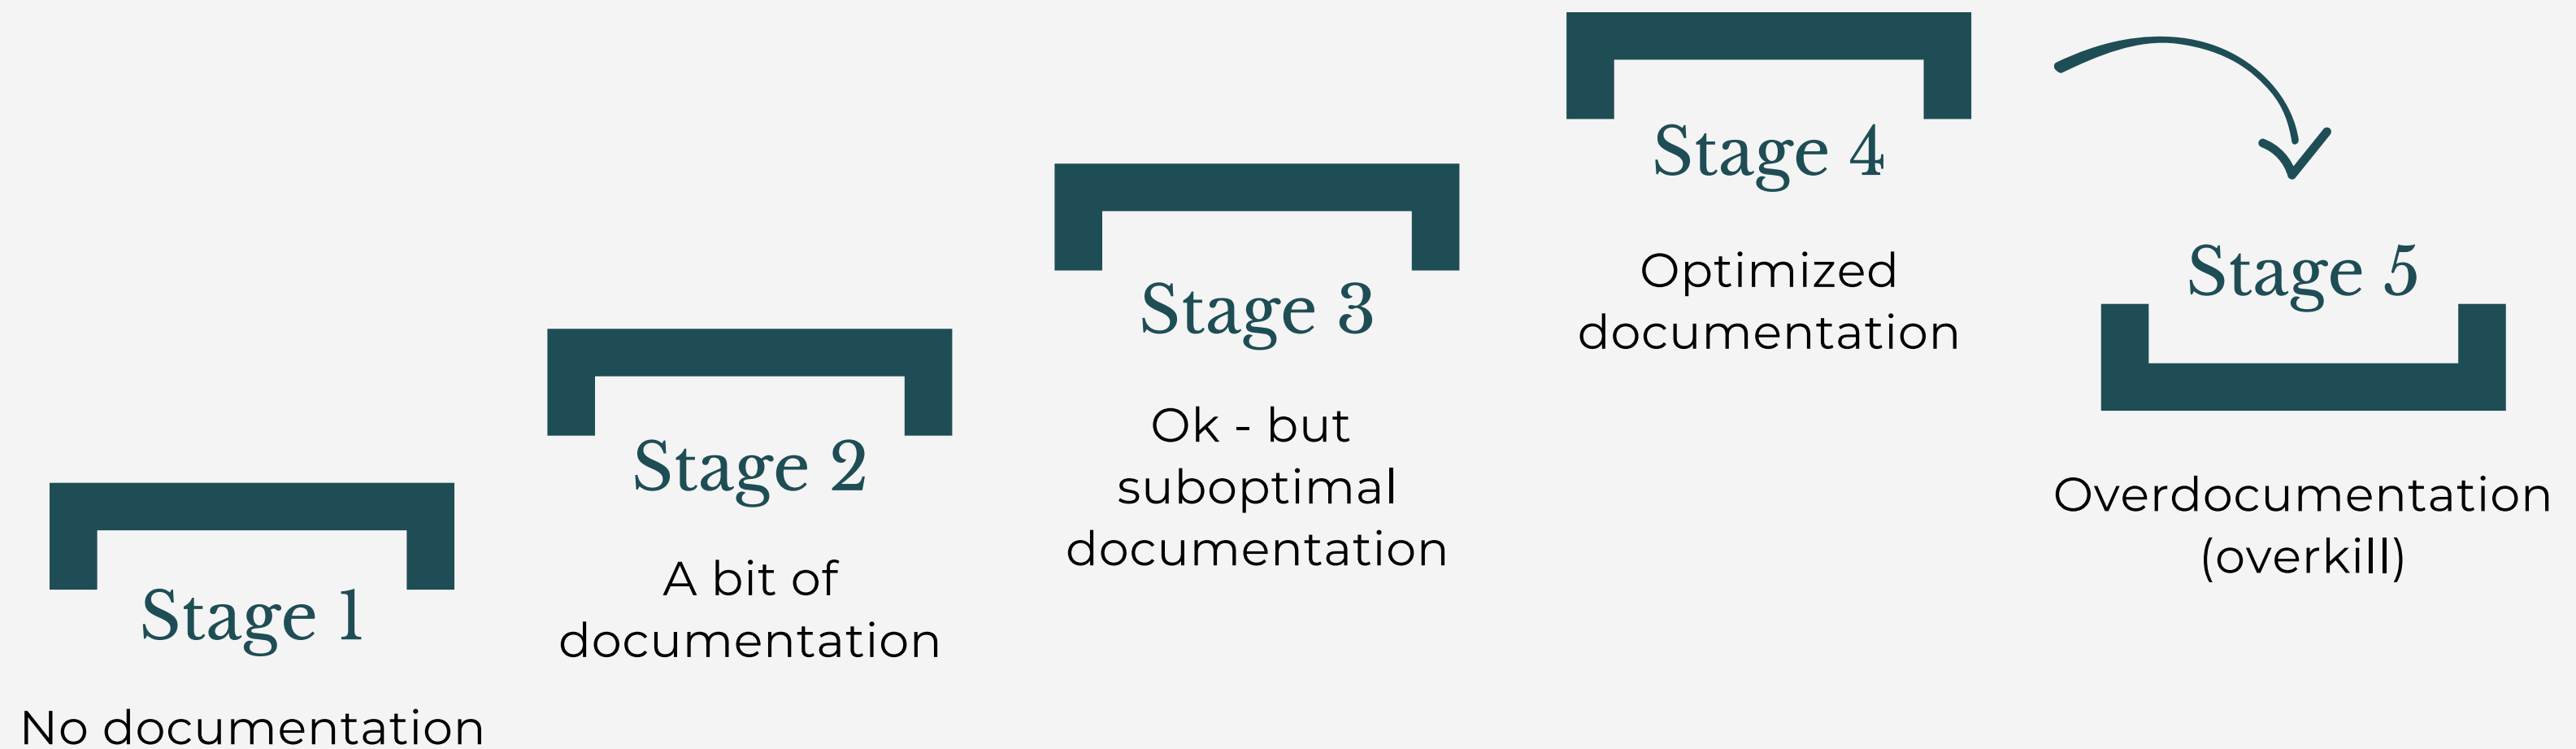 Stage 1
No documentation
Stage 2
A bit of
documentation
Stage 3
Ok - but
suboptimal
documentation
Stage 4
Optimized
documentation
Stage 5
Overdocumentation
(overkill)